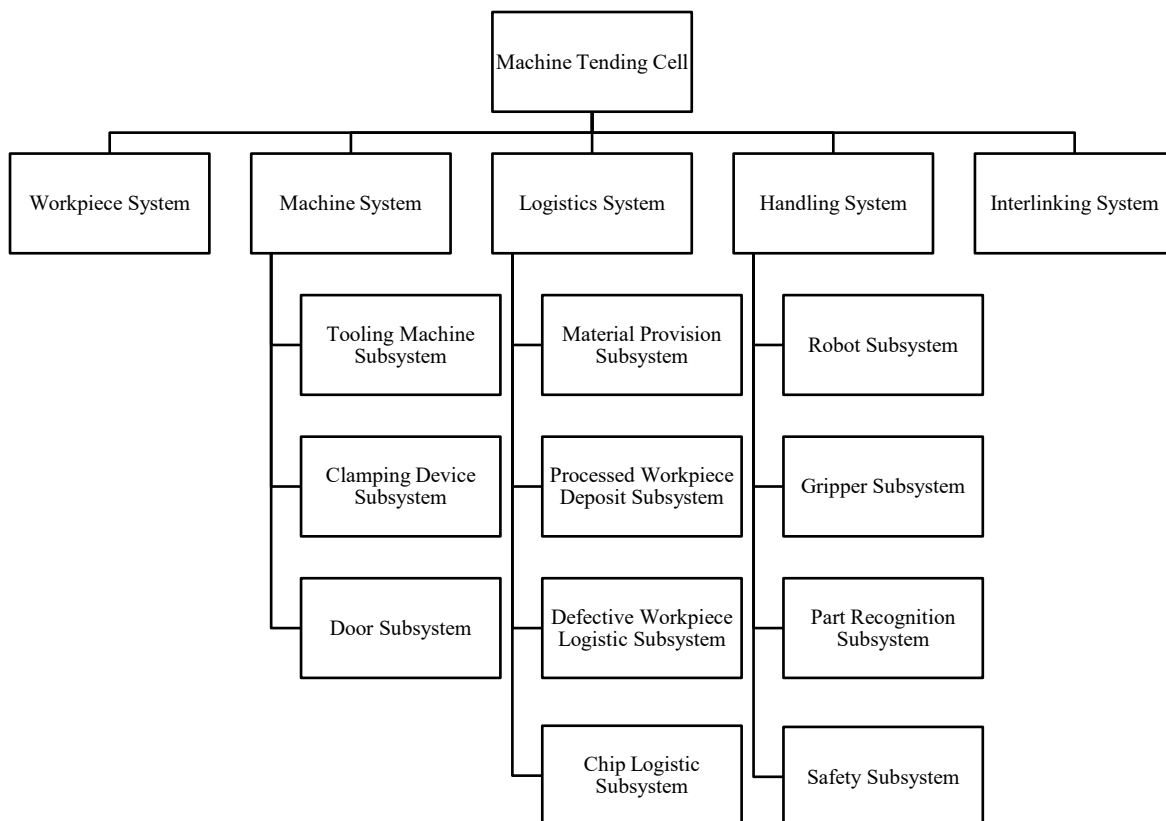 Machine Tending Cell
Workpiece System
Machine System
Logistics System
Handling System
Interlinking System
Tooling Machine
Subsystem
Material Provision
Subsystem
Robot Subsystem
Clamping Device
Subsystem
Processed Workpiece
Deposit Subsystem
Gripper Subsystem
Door Subsystem
Defective Workpiece
Logistic Subsystem
Part Recognition
Subsystem
Chip Logistic
Subsystem
Safety Subsystem